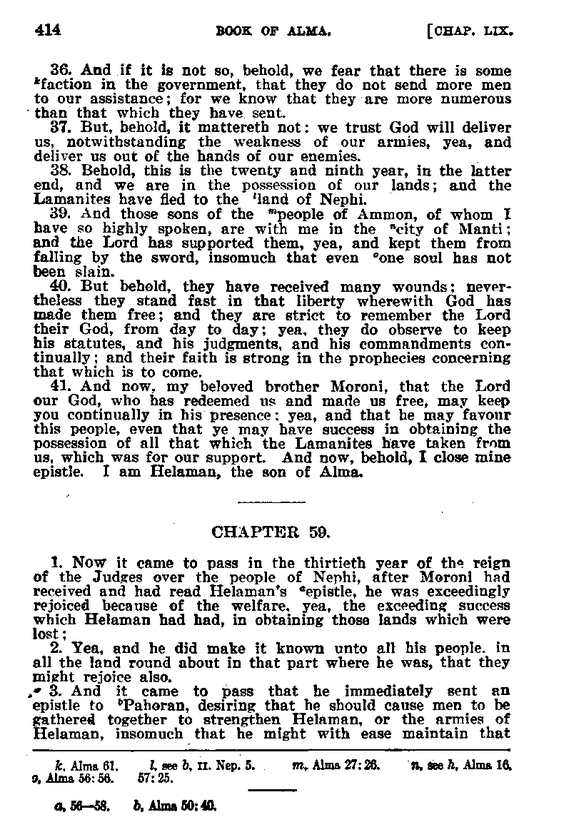 414 BOOK OF ALMA. [CHAP. LIX.
36. And if it is not so, behold, we fear that there is some
kfaction in the government, that they do not send more men
to our assistance; for we know that they are more numerous
than that which they have sent.
37. But, behold, it mattereth not: we trust God will deliver
us, notwithstanding the weakness of our armies, yea, and
deliver us out of the hands of our enemies.
38. Behold, this is the twenty and ninth year, in the latter
end, and we are in the possession of our lands; and the
Lamanites have fled to the lland of Nephi.
39. And those sons of the mpeople of Ammon, of whom I
have so highly spoken, are with me in the ncity of Manti;
and the Lord has supported them, yea, and kept them from
falling by the sword, insomuch that even oone soul has not
been slain.
40. But behold, they have received many wounds; never-
theless they stand fast in that liberty wherewith God has
made them free; and they are strict to remember the Lord
their God, from day to day; yea, they do observe to keep
his statutes, and his judgments, and his commandments con-
tinually; and their faith is strong in the prophecies concerning
that which is to come.
41. And now, my beloved brother Moroni, that the Lord
our God, who has redeemed us and made us free, may keep
you continually in his presence; yea, and that he may favour
this people, even that ye may have success in obtaining the
possession of all that which the Lamanites have taken from
us, which was for our support. And now, behold, I close mine
epistle. I am Helaman, the son of Alma.
CHAPTER 59.
1. Now it came to pass in the thirtieth year of the reign
of the Judges over the people of Nephi, after Moroni had
received and had read Helaman's aepistle, he was exceedingly
rejoiced because of the welfare, yea, the exceeding success
which Helaman had had, in obtaining those lands which were
lost;
2. Yea, and he did make it known unto all his people, in
all the land round about in that part where he was, that they
might rejoice also.
3. And it came to pass that he immediately sent an
epistle to bPahoran, desiring that he should cause men to be
gathered together to strengthen Helaman, or the armies of
Helaman, insomuch that he might with ease maintain that
k, Alma 61. l, see b, II. Nep. 5. m, Alma 27:26. n, see h, Alma 16.
o, Alma 56:56. 57:25.
a, 56—58. b, Alma 50:40.